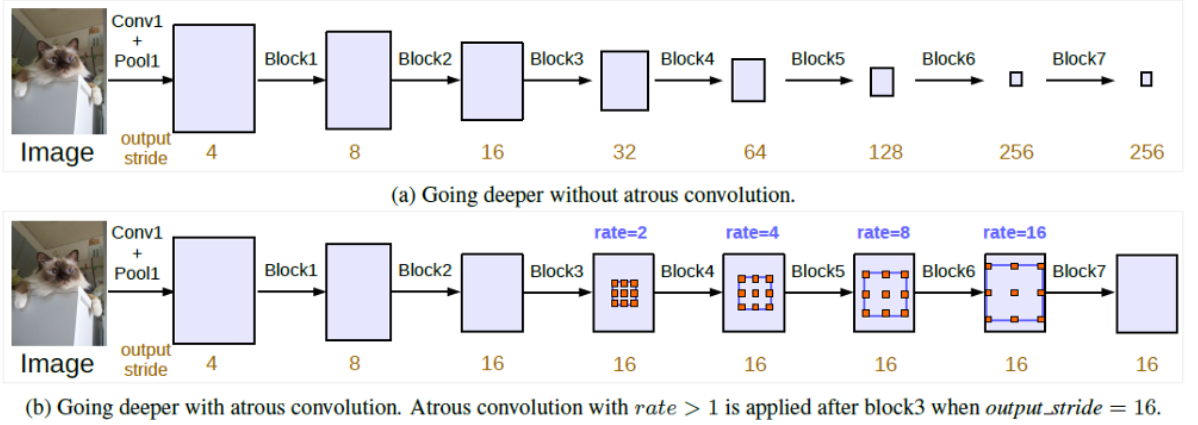 Conv1
+
Pool1
Block1
Block2
Block3
Block4
Block5
Block6
Block7
Image
output
stride
4
8
16
32
64
128
256
256
(a) Going deeper without atrous convolution.
rate=2
rate=4
rate=8
rate=16
Conv1
+
Pool1
Block1
Block2
Block3
Block4
Block5
Block6
Block7
Image
output
stride
4
8
16
16
16
16
16
16
(b) Going deeper with atrous convolution. Atrous convolution with rate > 1 is applied after block3 when output_stride = 16.